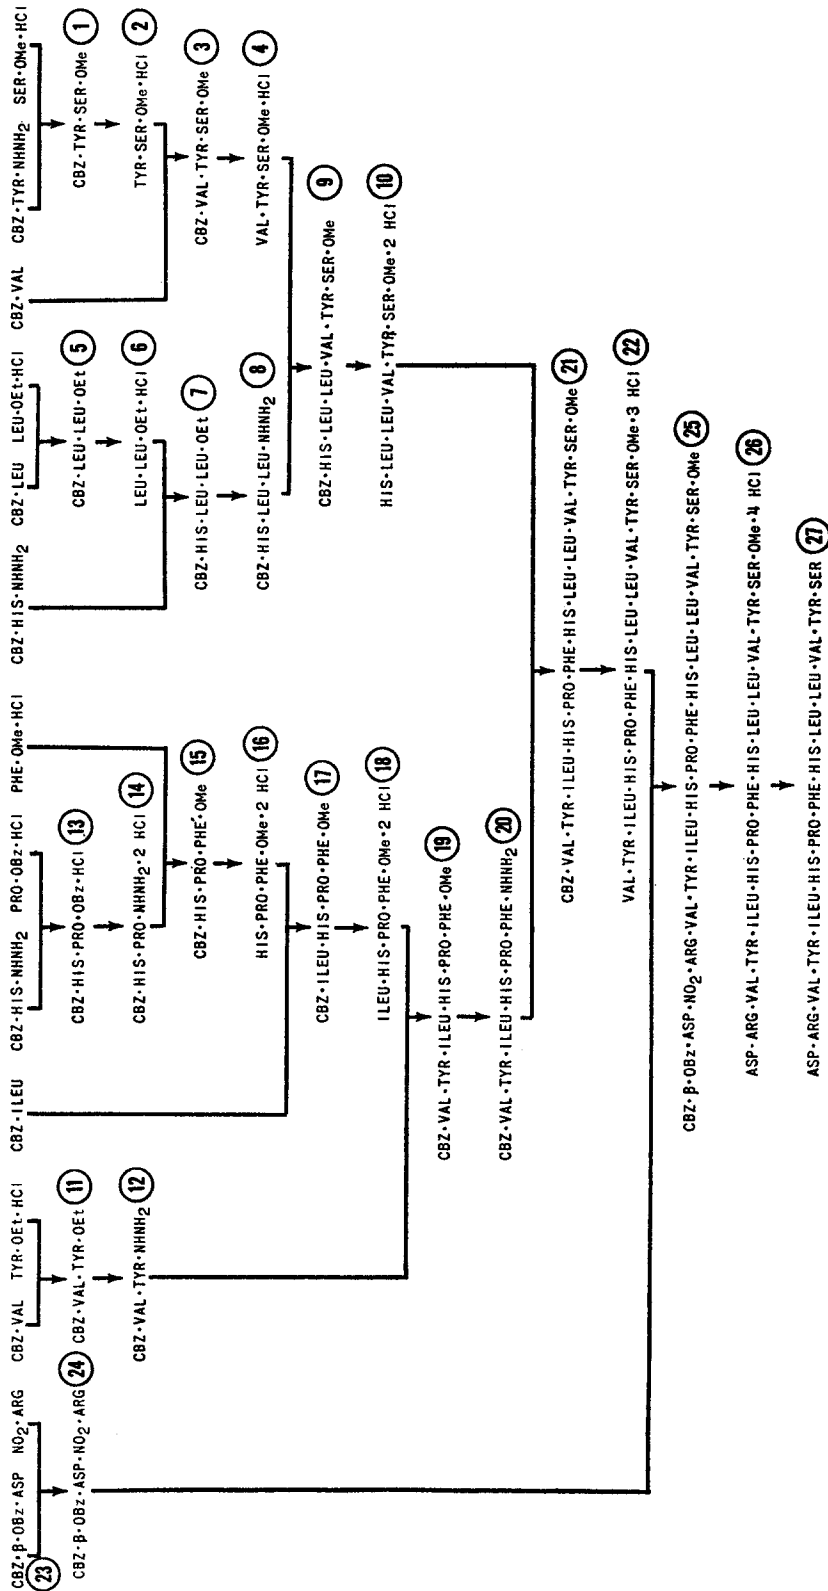 CBZ·β·OBz·ASP NO₂·ARG CBZ·VAL TYR·OEt·HCl CBZ·ILEU CBZ·HIS·NHNH₂ PRO·OBz·HCl PHE·OMe·HCl CBZ·HIS·NHNH₂ CBZ·LEU LEU·OEt·HCl CBZ·VAL CBZ·TYR·NHNH₂ SER·OMe·HCl
23
CBZ·β·OBz·ASP·NO₂·ARG 24 CBZ·VAL·TYR·OEt 11 CBZ·HIS·PRO·OBz·HCl 13 CBZ·LEU·LEU·OEt 5 CBZ·TYR·SER·OMe 1
CBZ·VAL·TYR·NHNH₂ 12 CBZ·HIS·PRO·NHNH₂·2 HCl 14 LEU·LEU·OEt·HCl 6 TYR·SER·OMe·HCl 2
CBZ·HIS·PRO·PHE·OMe 15 CBZ·HIS·LEU·LEU·OEt 7 CBZ·VAL·TYR·SER·OMe 3
HIS·PRO·PHE·OMe·2 HCl 16 CBZ·HIS·LEU·LEU·NHNH₂ 8 VAL·TYR·SER·OMe·HCl 4
CBZ·ILEU·HIS·PRO·PHE·OMe 17 CBZ·HIS·LEU·LEU·VAL·TYR·SER·OMe 9
ILEU·HIS·PRO·PHE·OMe·2 HCl 18 HIS·LEU·LEU·VAL·TYR·SER·OMe·2 HCl 10
CBZ·VAL·TYR·ILEU·HIS·PRO·PHE·OMe 19
CBZ·VAL·TYR·ILEU·HIS·PRO·PHE·NHNH₂ 20
CBZ·VAL·TYR·ILEU·HIS·PRO·PHE·HIS·LEU·LEU·VAL·TYR·SER·OMe 21
VAL·TYR·ILEU·HIS·PRO·PHE·HIS·LEU·LEU·VAL·TYR·SER·OMe·3 HCl 22
CBZ·β·OBz·ASP·NO₂·ARG·VAL·TYR·ILEU·HIS·PRO·PHE·HIS·LEU·LEU·VAL·TYR·SER·OMe 25
ASP·ARG·VAL·TYR·ILEU·HIS·PRO·PHE·HIS·LEU·LEU·VAL·TYR·SER·OMe·4 HCl 26
ASP·ARG·VAL·TYR·ILEU·HIS·PRO·PHE·HIS·LEU·LEU·VAL·TYR·SER 27